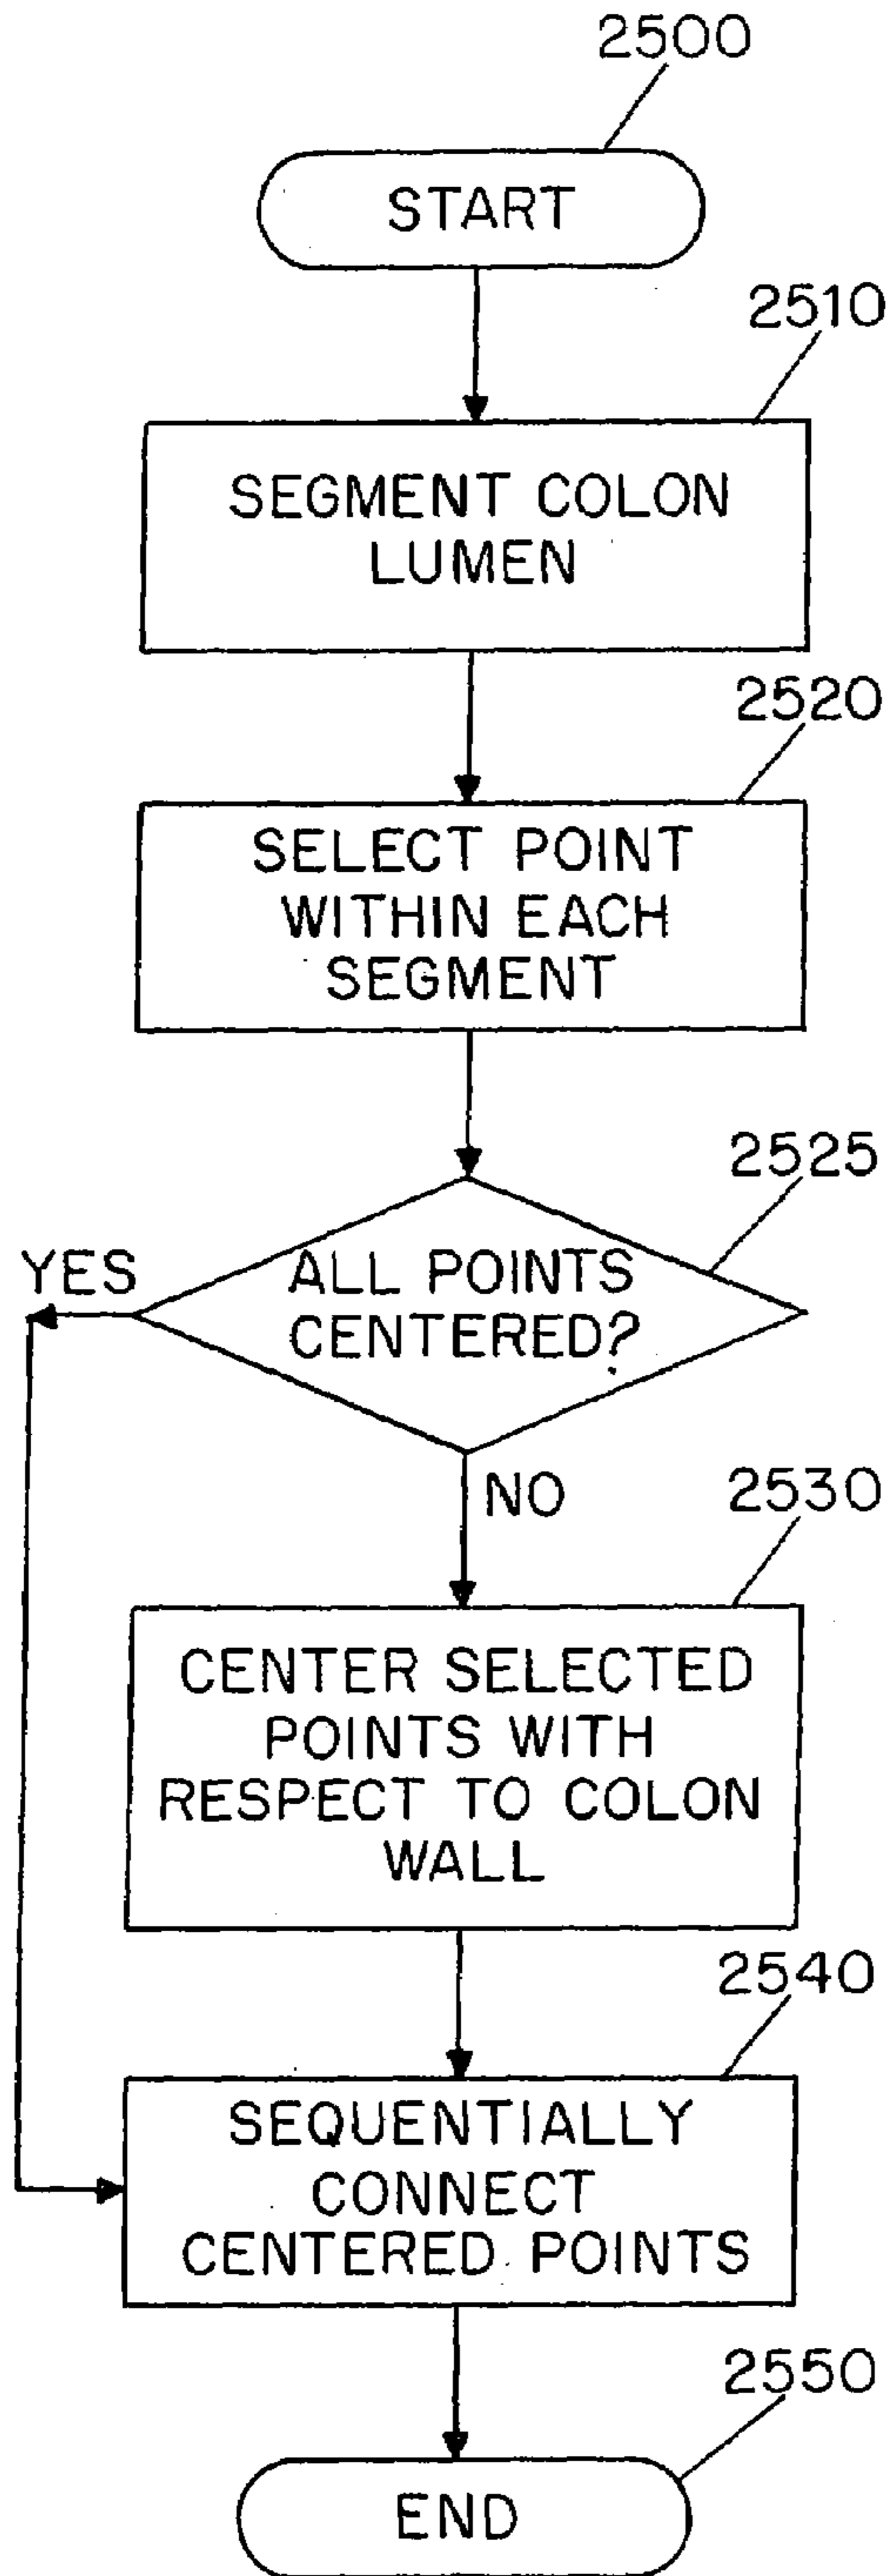 2500
START
2510
SEGMENT COLON
LUMEN
2520
SELECT POINT
WITHIN EACH
SEGMENT
2525
YES
ALL POINTS
CENTERED?
NO
2530
CENTER SELECTED
POINTS WITH
RESPECT TO COLON
WALL
2540
SEQUENTIALLY
CONNECT
CENTERED POINTS
2550
END